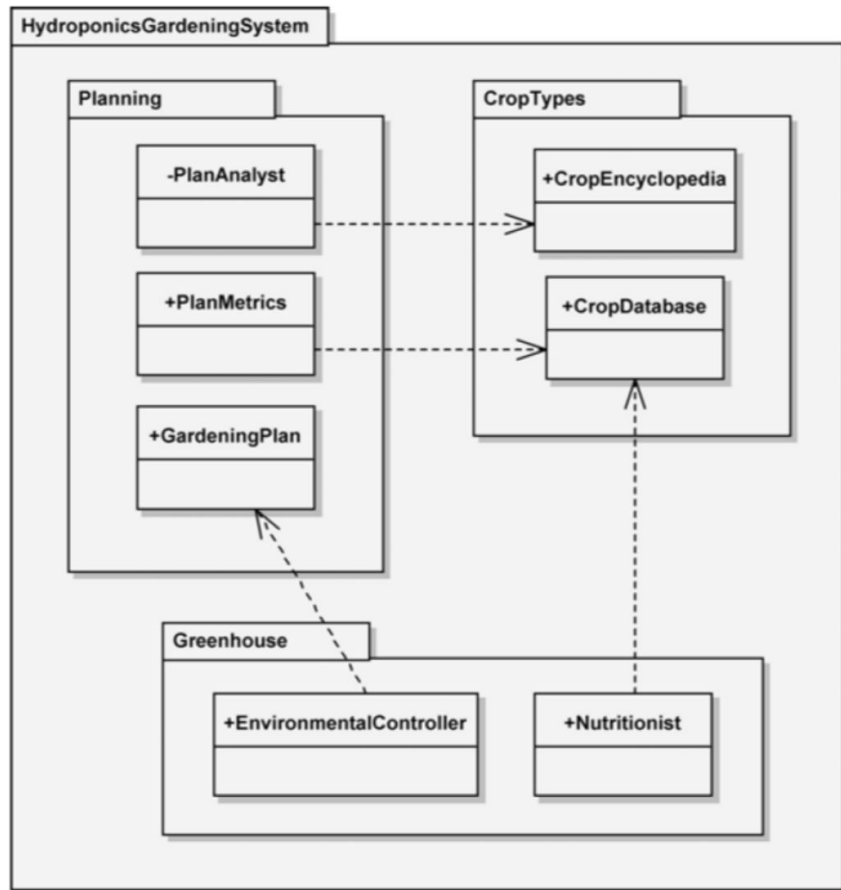 HydroponicsGardeningSystem
Planning
-PlanAnalyst
+PlanMetrics
+GardeningPlan
CropTypes
+CropEncyclopedia
+CropDatabase
Greenhouse
+EnvironmentalController
+Nutritionist